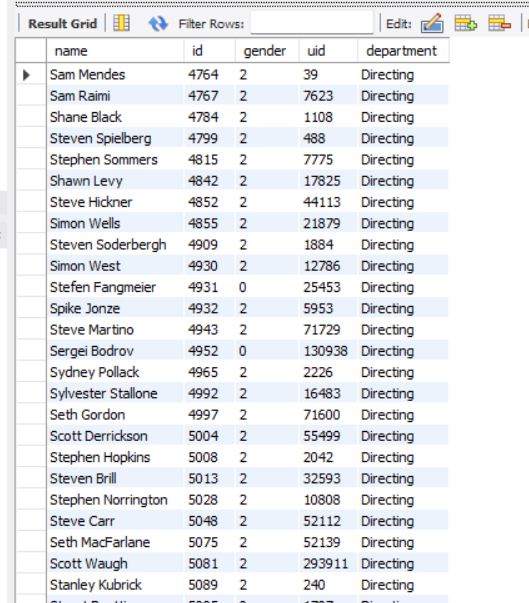 Result Grid Filter Rows: Edit:
name id gender uid department
Sam Mendes 4764 2 39 Directing
Sam Raimi 4767 2 7623 Directing
Shane Black 4784 2 1108 Directing
Steven Spielberg 4799 2 488 Directing
Stephen Sommers 4815 2 7775 Directing
Shawn Levy 4842 2 17825 Directing
Steve Hickner 4852 2 44113 Directing
Simon Wells 4855 2 21879 Directing
Steven Soderbergh 4909 2 1884 Directing
Simon West 4930 2 12786 Directing
Stefen Fangmeier 4931 0 25453 Directing
Spike Jonze 4932 2 5953 Directing
Steve Martino 4943 2 71729 Directing
Sergei Bodrov 4952 0 130938 Directing
Sydney Pollack 4965 2 2226 Directing
Sylvester Stallone 4992 2 16483 Directing
Seth Gordon 4997 2 71600 Directing
Scott Derrickson 5004 2 55499 Directing
Stephen Hopkins 5008 2 2042 Directing
Steven Brill 5013 2 32593 Directing
Stephen Norrington 5028 2 10808 Directing
Steve Carr 5048 2 52112 Directing
Seth MacFarlane 5075 2 52139 Directing
Scott Waugh 5081 2 293911 Directing
Stanley Kubrick 5089 2 240 Directing